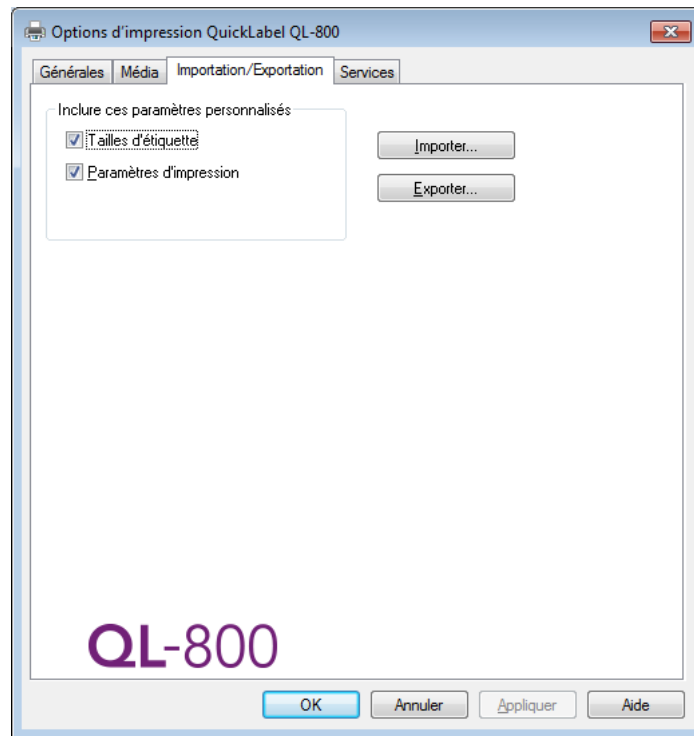 Options d'impression QuickLabel QL-800
Générales Média Importation/Exportation Services
Inclure ces paramètres personnalisés
Tailles d'étiquette
Importer...
Paramètres d'impression
Exporter...
QL-800
OK Annuler Appliquer Aide